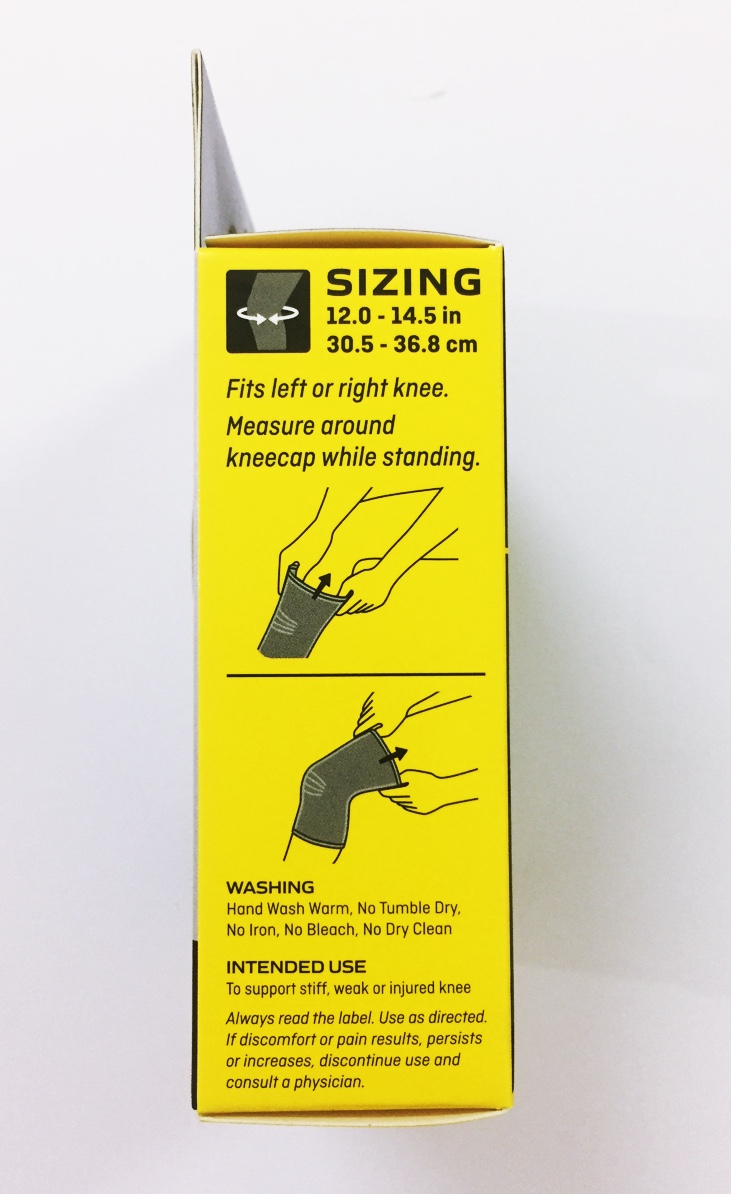 SIZING
12.0 - 14.5 in
30.5 - 36.8 cm
Fits left or right knee.
Measure around
kneecap while standing.
WASHING
Hand Wash Warm, No Tumble Dry,
No Iron, No Bleach, No Dry Clean
INTENDED USE
To support stiff, weak or injured knee
Always read the label. Use as directed.
If discomfort or pain results, persists
or increases, discontinue use and
consult a physician.